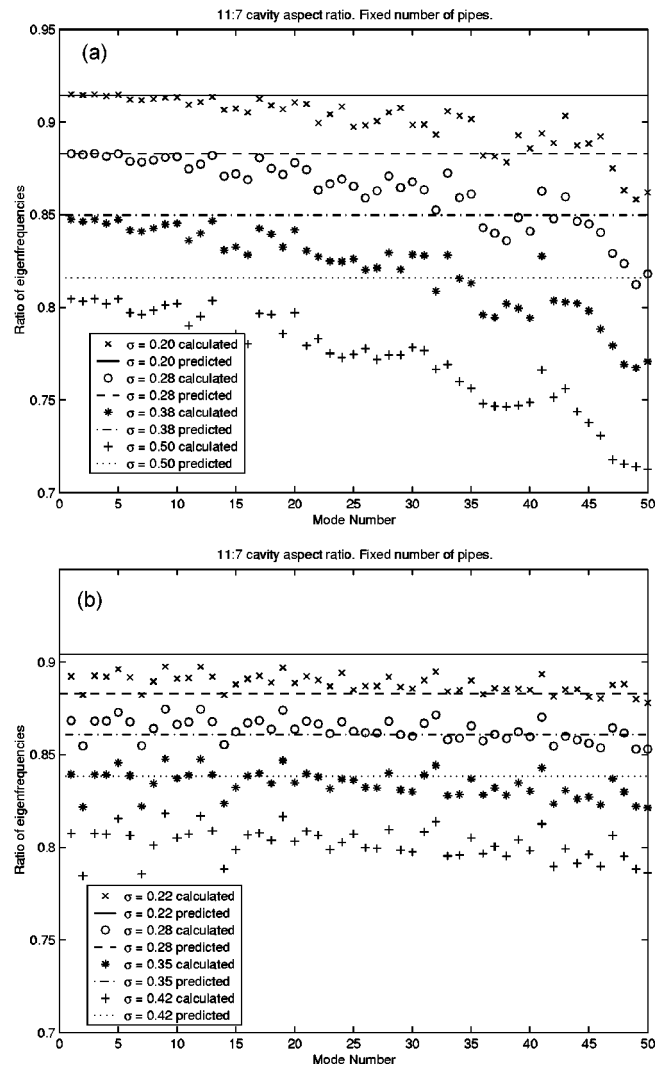 11:7 cavity aspect ratio. Fixed number of pipes.
(a)
0.95
0.9
0.85
0.8
0.75
0.7
Ratio of eigenfrequencies
σ = 0.20 calculated
σ = 0.20 predicted
σ = 0.28 calculated
σ = 0.28 predicted
σ = 0.38 calculated
σ = 0.38 predicted
σ = 0.50 calculated
σ = 0.50 predicted
0 5 10 15 20 25 30 35 40 45 50
Mode Number
11:7 cavity aspect ratio. Fixed number of pipes.
(b)
0.9
0.85
0.8
0.75
0.7
Ratio of eigenfrequencies
σ = 0.22 calculated
σ = 0.22 predicted
σ = 0.28 calculated
σ = 0.28 predicted
σ = 0.35 calculated
σ = 0.35 predicted
σ = 0.42 calculated
σ = 0.42 predicted
0 5 10 15 20 25 30 35 40 45 50
Mode Number